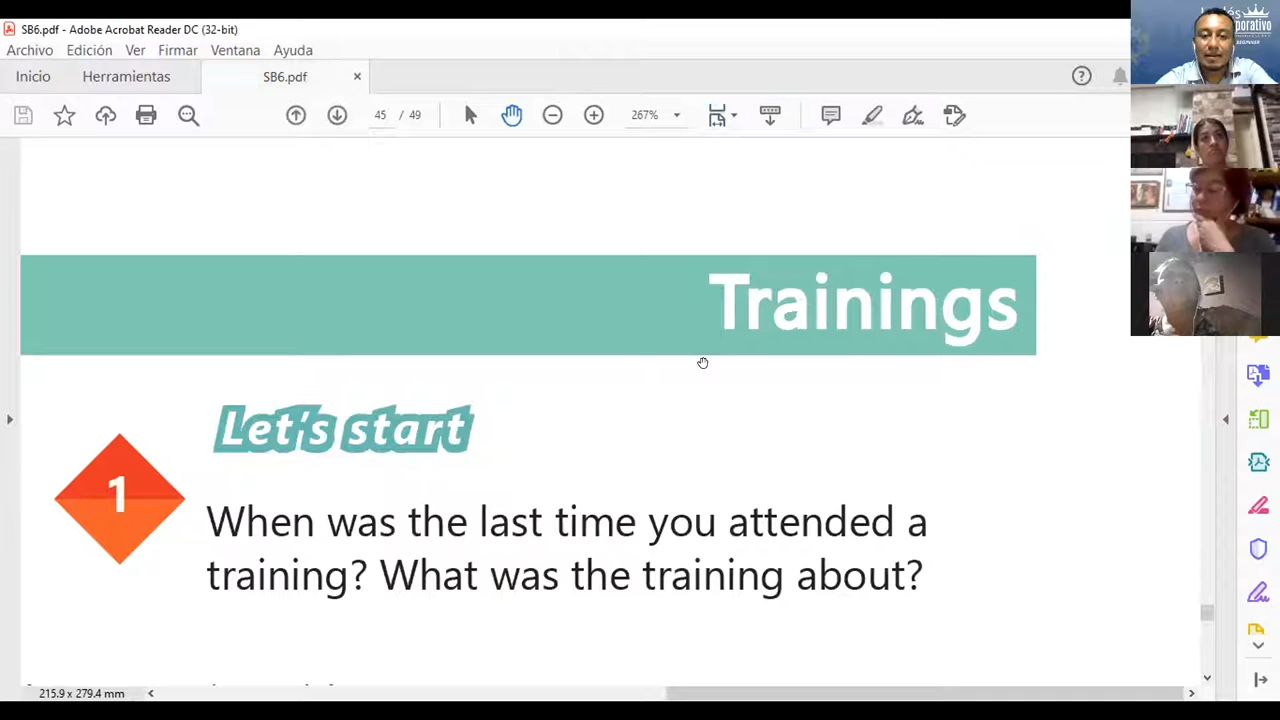 SB6.pdf - Adobe Acrobat Reader DC (32-bit)
Archivo Edición Ver Firmar Ventana Ayuda
Inicio Herramientas SB6.pdf ×
45 / 49 267%
Trainings
Let's start
1
When was the last time you attended a
training? What was the training about?
215.9 x 279.4 mm